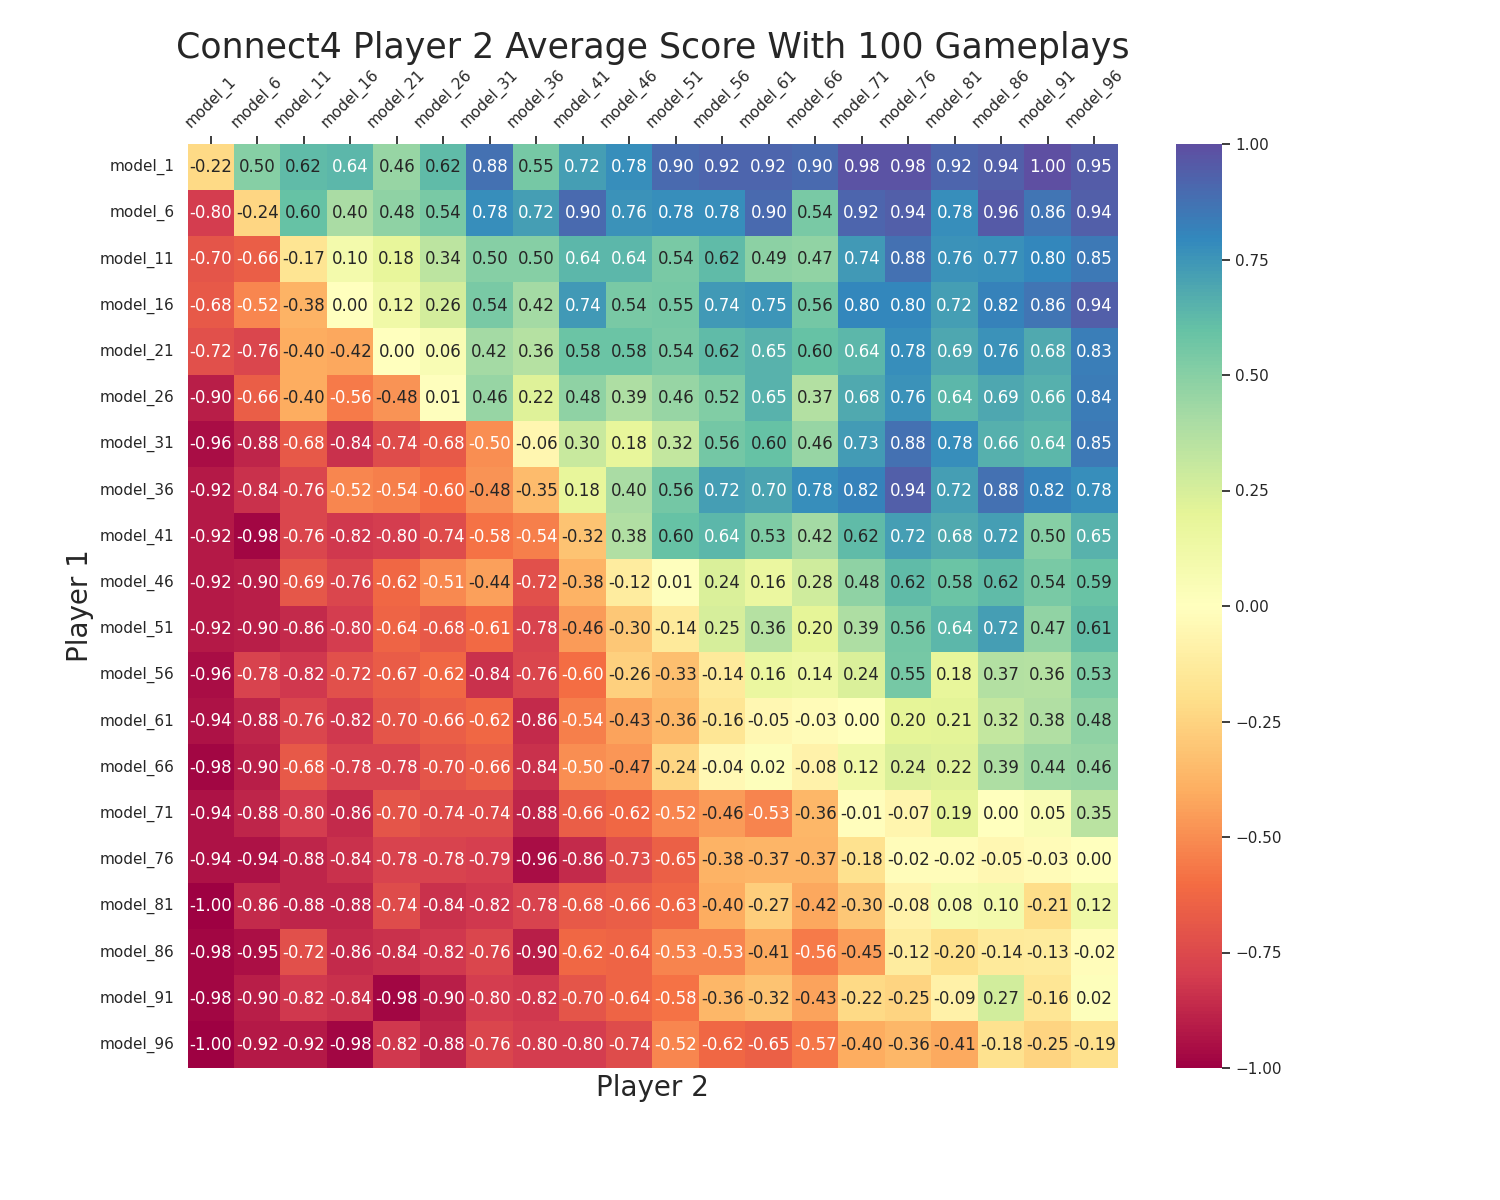 Connect4 Player 2 Average Score With 100 Gameplays
model_1 model_6 model_11 model_16 model_21 model_26 model_31 model_36 model_41 model_46 model_51 model_56 model_61 model_66 model_71 model_76 model_81 model_86 model_91 model_96
model_1 -0.22 0.50 0.62 0.64 0.46 0.62 0.88 0.55 0.72 0.78 0.90 0.92 0.92 0.90 0.98 0.98 0.92 0.94 1.00 0.95
model_6 -0.80 -0.24 0.60 0.40 0.48 0.54 0.78 0.72 0.90 0.76 0.78 0.78 0.90 0.54 0.92 0.94 0.78 0.96 0.86 0.94
model_11 -0.70 -0.66 -0.17 0.10 0.18 0.34 0.50 0.50 0.64 0.64 0.54 0.62 0.49 0.47 0.74 0.88 0.76 0.77 0.80 0.85
model_16 -0.68 -0.52 -0.38 0.00 0.12 0.26 0.54 0.42 0.74 0.54 0.55 0.74 0.75 0.56 0.80 0.80 0.72 0.82 0.86 0.94
model_21 -0.72 -0.76 -0.40 -0.42 0.00 0.06 0.42 0.36 0.58 0.58 0.54 0.62 0.65 0.60 0.64 0.78 0.69 0.76 0.68 0.83
model_26 -0.90 -0.66 -0.40 -0.56 -0.48 0.01 0.46 0.22 0.48 0.39 0.46 0.52 0.65 0.37 0.68 0.76 0.64 0.69 0.66 0.84
model_31 -0.96 -0.88 -0.68 -0.84 -0.74 -0.68 -0.50 -0.06 0.30 0.18 0.32 0.56 0.60 0.46 0.73 0.88 0.78 0.66 0.64 0.85
model_36 -0.92 -0.84 -0.76 -0.52 -0.54 -0.60 -0.48 -0.35 0.18 0.40 0.56 0.72 0.70 0.78 0.82 0.94 0.72 0.88 0.82 0.78
model_41 -0.92 -0.98 -0.76 -0.82 -0.80 -0.74 -0.58 -0.54 -0.32 0.38 0.60 0.64 0.53 0.42 0.62 0.72 0.68 0.72 0.50 0.65
model_46 -0.92 -0.90 -0.69 -0.76 -0.62 -0.51 -0.44 -0.72 -0.38 -0.12 0.01 0.24 0.16 0.28 0.48 0.62 0.58 0.62 0.54 0.59
model_51 -0.92 -0.90 -0.86 -0.80 -0.64 -0.68 -0.61 -0.78 -0.46 -0.30 -0.14 0.25 0.36 0.20 0.39 0.56 0.64 0.72 0.47 0.61
model_56 -0.96 -0.78 -0.82 -0.72 -0.67 -0.62 -0.84 -0.76 -0.60 -0.26 -0.33 -0.14 0.16 0.14 0.24 0.55 0.18 0.37 0.36 0.53
model_61 -0.94 -0.88 -0.76 -0.82 -0.70 -0.66 -0.62 -0.86 -0.54 -0.43 -0.36 -0.16 -0.05 -0.03 0.00 0.20 0.21 0.32 0.38 0.48
model_66 -0.98 -0.90 -0.68 -0.78 -0.78 -0.70 -0.66 -0.84 -0.50 -0.47 -0.24 -0.04 0.02 -0.08 0.12 0.24 0.22 0.39 0.44 0.46
model_71 -0.94 -0.88 -0.80 -0.86 -0.70 -0.74 -0.74 -0.88 -0.66 -0.62 -0.52 -0.46 -0.53 -0.36 -0.01 -0.07 0.19 0.00 0.05 0.35
model_76 -0.94 -0.94 -0.88 -0.84 -0.78 -0.78 -0.79 -0.96 -0.86 -0.73 -0.65 -0.38 -0.37 -0.37 -0.18 -0.02 -0.02 -0.05 -0.03 0.00
model_81 -1.00 -0.86 -0.88 -0.88 -0.74 -0.84 -0.82 -0.78 -0.68 -0.66 -0.63 -0.40 -0.27 -0.42 -0.30 -0.08 0.08 0.10 -0.21 0.12
model_86 -0.98 -0.95 -0.72 -0.86 -0.84 -0.82 -0.76 -0.90 -0.62 -0.64 -0.53 -0.53 -0.41 -0.56 -0.45 -0.12 -0.20 -0.14 -0.13 -0.02
model_91 -0.98 -0.90 -0.82 -0.84 -0.98 -0.90 -0.80 -0.82 -0.70 -0.64 -0.58 -0.36 -0.32 -0.43 -0.22 -0.25 -0.09 0.27 -0.16 0.02
model_96 -1.00 -0.92 -0.92 -0.98 -0.82 -0.88 -0.76 -0.80 -0.80 -0.74 -0.52 -0.62 -0.65 -0.57 -0.40 -0.36 -0.41 -0.18 -0.25 -0.19
Player 1
Player 2
1.00
0.75
0.50
0.25
0.00
−0.25
−0.50
−0.75
−1.00